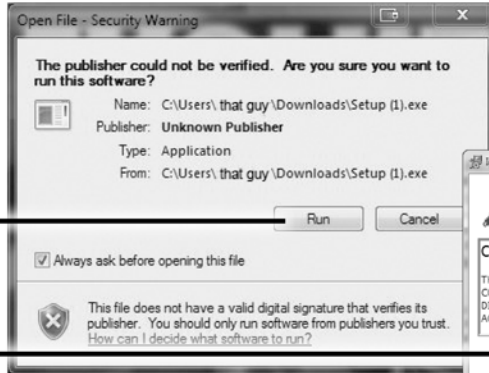 Open File - Security Warning
The publisher could not be verified. Are you sure you want to
run this software?
Name: C:\Users\ that guy \Downloads\Setup (1).exe
Publisher: Unknown Publisher
Type: Application
From: C:\Users\ that guy \Downloads\Setup (1).exe
Run Cancel
Always ask before opening this file
This file does not have a valid digital signature that verifies its
publisher. You should only run software from publishers you trust.
How can I decide what software to run?